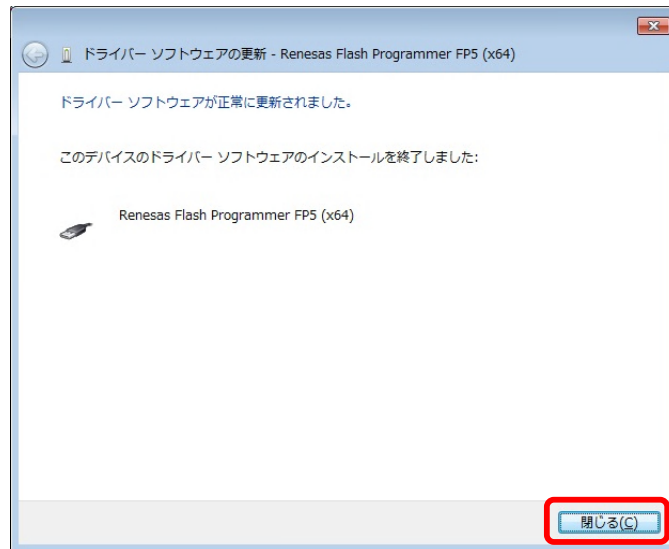 ドライバー ソフトウェアの更新 - Renesas Flash Programmer FP5 (x64)
ドライバー ソフトウェアが正常に更新されました。
このデバイスのドライバー ソフトウェアのインストールを終了しました:
Renesas Flash Programmer FP5 (x64)
閉じる(C)